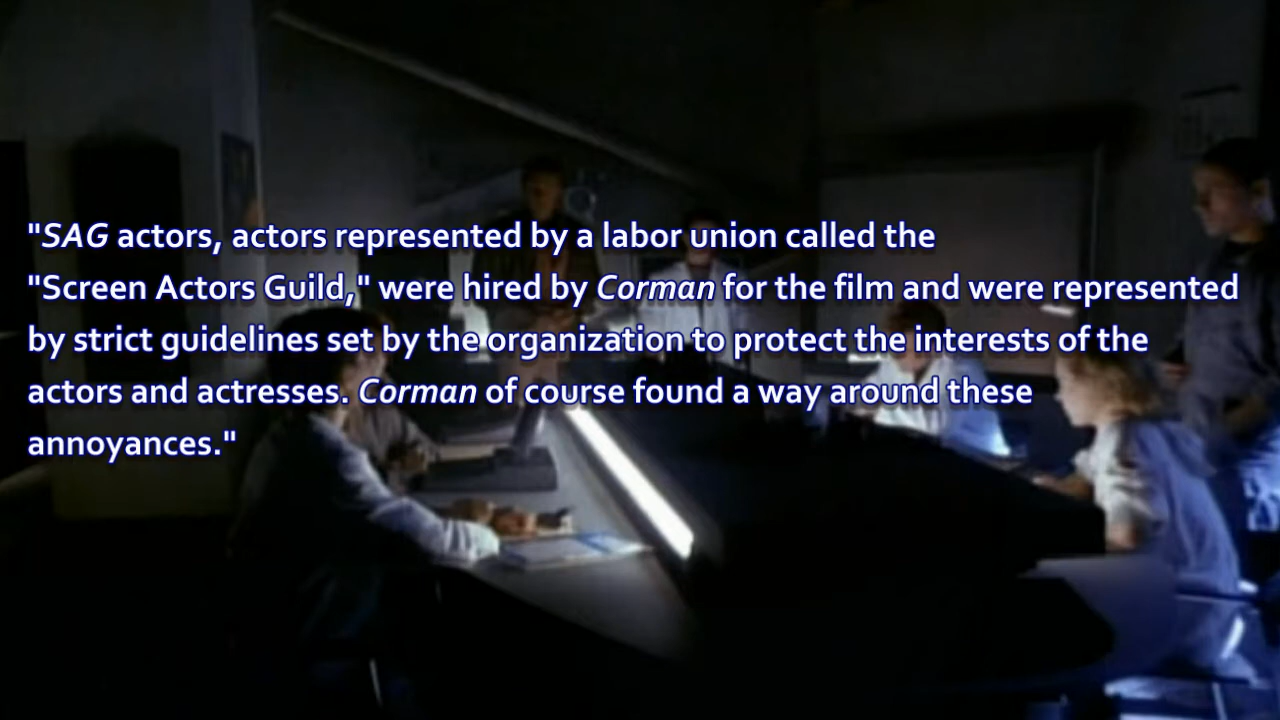 "SAG actors, actors represented by a labor union called the
"Screen Actors Guild," were hired by Corman for the film and were represented
by strict guidelines set by the organization to protect the interests of the
actors and actresses. Corman of course found a way around these
annoyances."